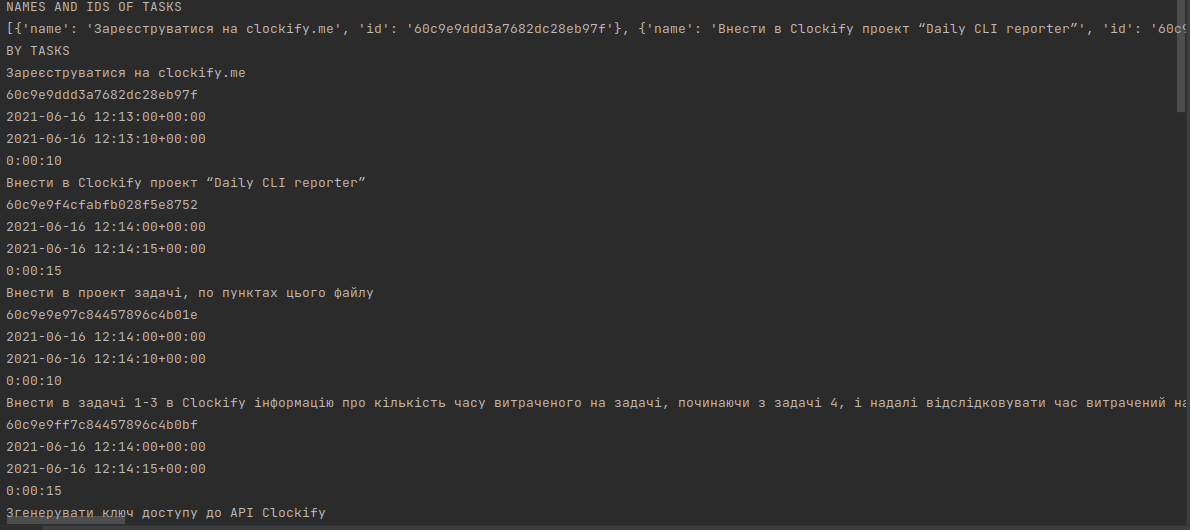 NAMES AND IDS OF TASKS
[{'name': 'Зареєструватися на clockify.me', 'id': '60c9e9ddd3a7682dc28eb97f'}, {'name': 'Внести в Clockify проект “Daily CLI reporter”', 'id': '60c9
BY TASKS
Зареєструватися на clockify.me
60c9e9ddd3a7682dc28eb97f
2021-06-16 12:13:00+00:00
2021-06-16 12:13:10+00:00
0:00:10
Внести в Clockify проект “Daily CLI reporter”
60c9e9f4cfabfb028f5e8752
2021-06-16 12:14:00+00:00
2021-06-16 12:14:15+00:00
0:00:15
Внести в проект задачі, по пунктах цього файлу
60c9e9e97c84457896c4b01e
2021-06-16 12:14:00+00:00
2021-06-16 12:14:10+00:00
0:00:10
Внести в задачі 1-3 в Clockify інформацію про кількість часу витраченого на задачі, починаючи з задачі 4, і надалі відслідковувати час витрачений на
60c9e9ff7c84457896c4b0bf
2021-06-16 12:14:00+00:00
2021-06-16 12:14:15+00:00
0:00:15
Згенерувати ключ доступу до API Clockify